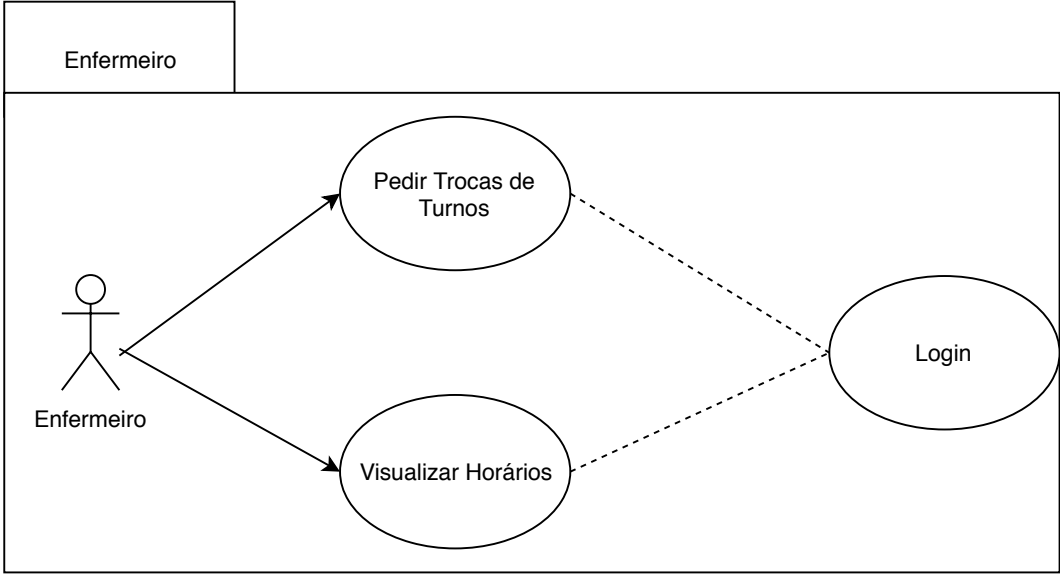 Enfermeiro
Pedir Trocas de
Turnos
Login
Enfermeiro
Visualizar Horários